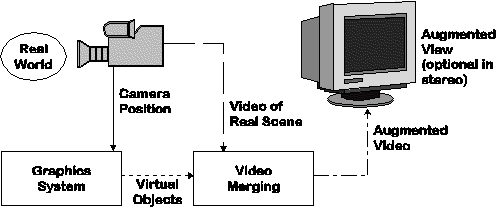 Real
World
Camera
Position
Video of
Real Scene
Augmented
View
(optional in
stereo)
Augmented
Video
Graphics
System
Virtual
Objects
Video
Merging